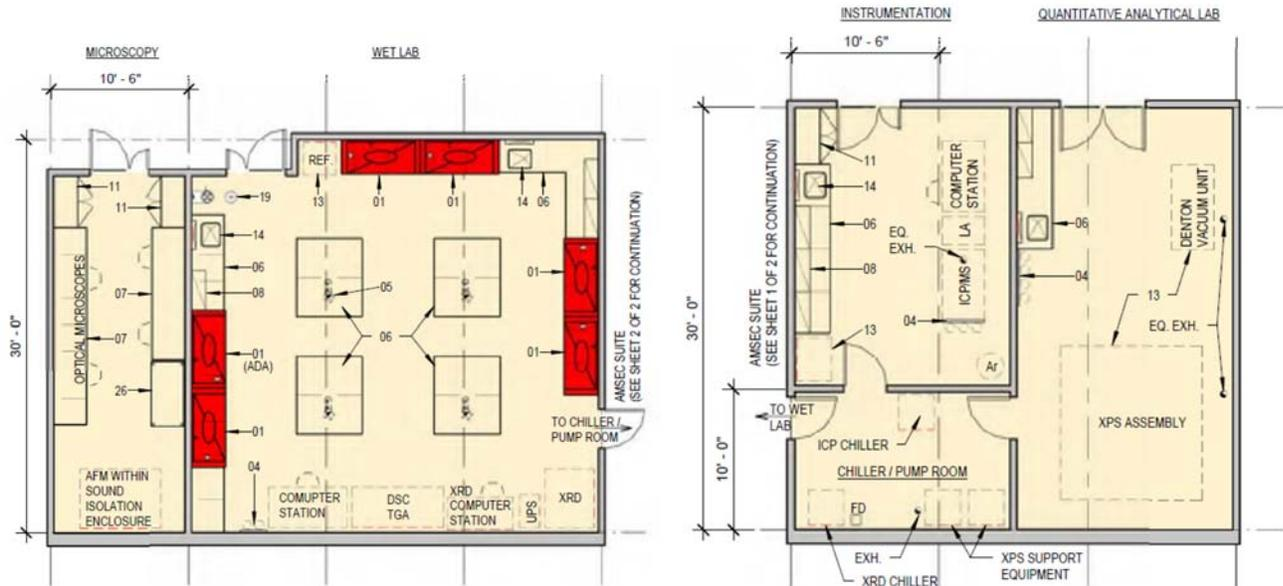 MICROSCOPY
WET LAB
10' - 6"
30' - 0"
11
11
19
14
06
08
OPTICAL MICROSCOPES
07
07
26
01
(ADA)
01
04
REF.
13
01
01
14
06
05
06
01
01
AFM WITHIN
SOUND
ISOLATION
ENCLOSURE
COMUPTER
STATION
DSC
TGA
XRD
COMPUTER
STATION
UPS
XRD
TO CHILLER /
PUMP ROOM
AMSEC SUITE
(SEE SHEET 2 OF 2 FOR CONTINUATION)
INSTRUMENTATION
QUANTITATIVE ANALYTICAL LAB
10' - 6"
30' - 0"
10' - 0"
AMSEC SUITE
(SEE SHEET 1 OF 2 FOR CONTINUATION)
11
14
06
08
13
EQ.
EXH.
COMPUTER
STATION
LA
ICP/MS
04
Ar
06
04
DENTON
VACUUM UNIT
13
EQ. EXH.
XPS ASSEMBLY
TO WET
LAB
ICP CHILLER
CHILLER / PUMP ROOM
FD
EXH.
XRD CHILLER
XPS SUPPORT
EQUIPMENT